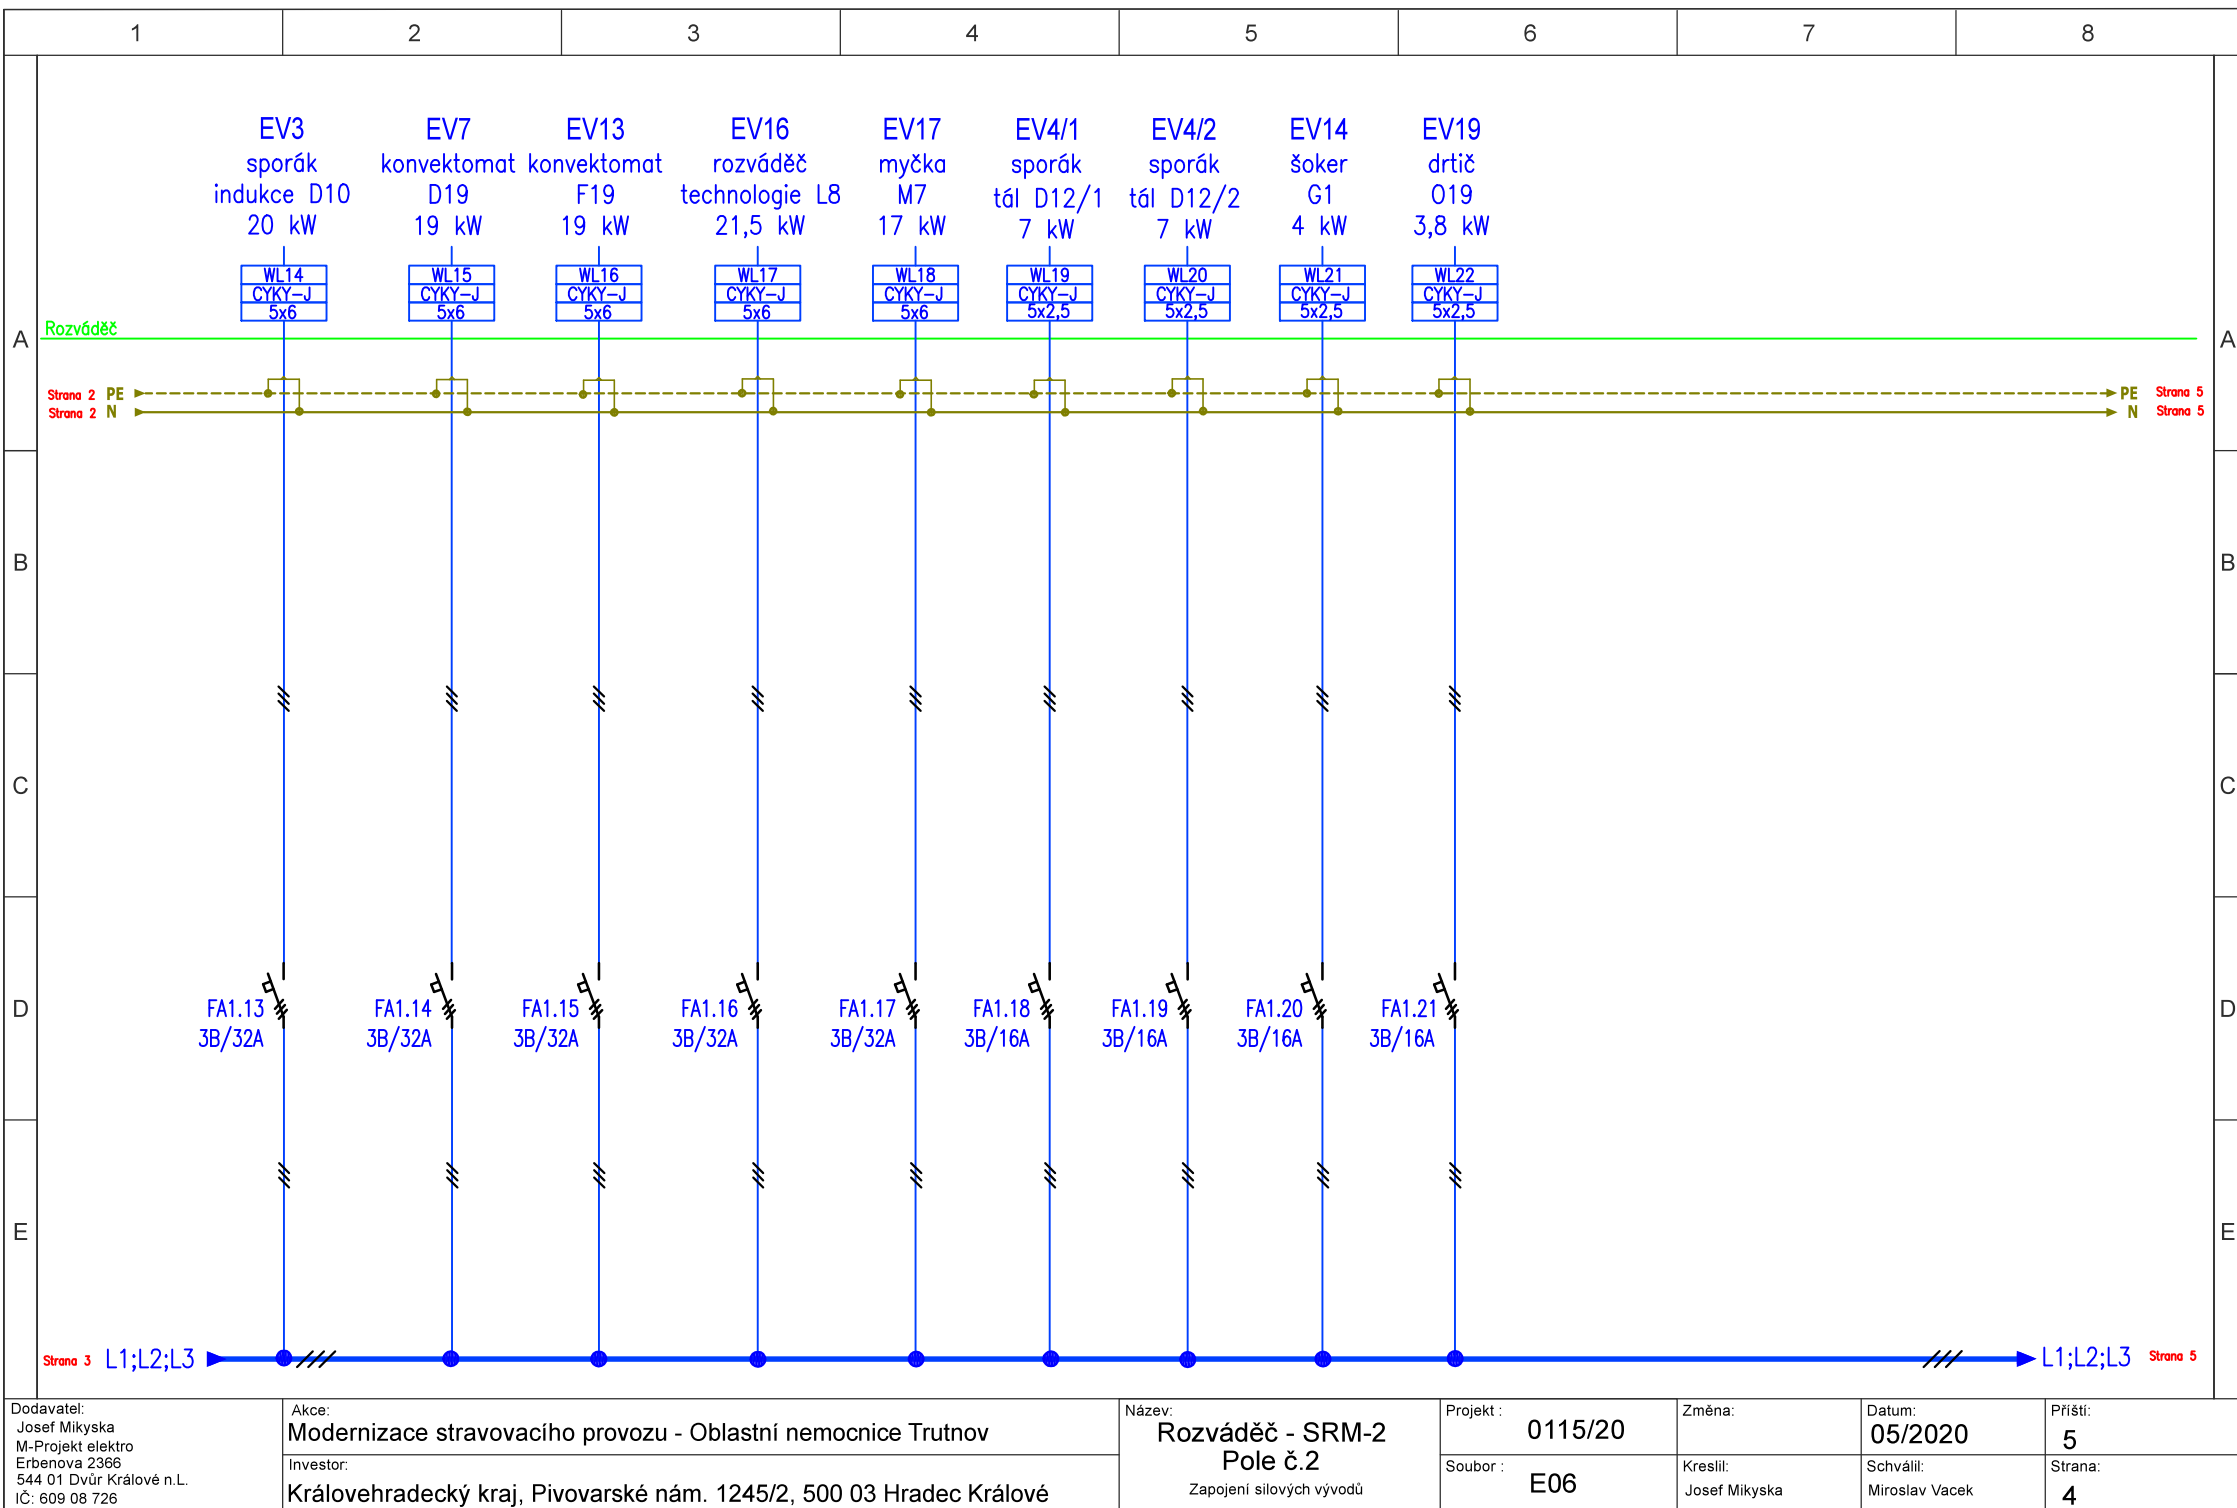 1 2 3 4 5 6 7 8
EV3
sporák
indukce D10
20 kW
EV7
konvektomat
D19
19 kW
EV13
konvektomat
F19
19 kW
EV16
rozváděč
technologie L8
21,5 kW
EV17
myčka
M7
17 kW
EV4/1
sporák
tál D12/1
7 kW
EV4/2
sporák
tál D12/2
7 kW
EV14
šoker
G1
4 kW
EV19
drtič
O19
3,8 kW
WL14
CYKY-J
5x6
WL15
CYKY-J
5x6
WL16
CYKY-J
5x6
WL17
CYKY-J
5x6
WL18
CYKY-J
5x6
WL19
CYKY-J
5x2,5
WL20
CYKY-J
5x2,5
WL21
CYKY-J
5x2,5
WL22
CYKY-J
5x2,5
Rozváděč
A A
Strana 2 PE PE Strana 5
Strana 2 N N Strana 5
B B
C C
D D
FA1.13
3B/32A
FA1.14
3B/32A
FA1.15
3B/32A
FA1.16
3B/32A
FA1.17
3B/32A
FA1.18
3B/16A
FA1.19
3B/16A
FA1.20
3B/16A
FA1.21
3B/16A
E E
Strana 3 L1;L2;L3 L1;L2;L3 Strana 5
Dodavatel:
Josef Mikyska
M-Projekt elektro
Erbenova 2366
544 01 Dvůr Králové n.L.
IČ: 609 08 726
Akce:
Modernizace stravovacího provozu - Oblastní nemocnice Trutnov
Investor:
Královehradecký kraj, Pivovarské nám. 1245/2, 500 03 Hradec Králové
Název:
Rozváděč - SRM-2
Pole č.2
Zapojení silových vývodů
Projekt :
0115/20
Soubor :
E06
Změna:
Kreslil:
Josef Mikyska
Datum:
05/2020
Schválil:
Miroslav Vacek
Příští:
5
Strana:
4